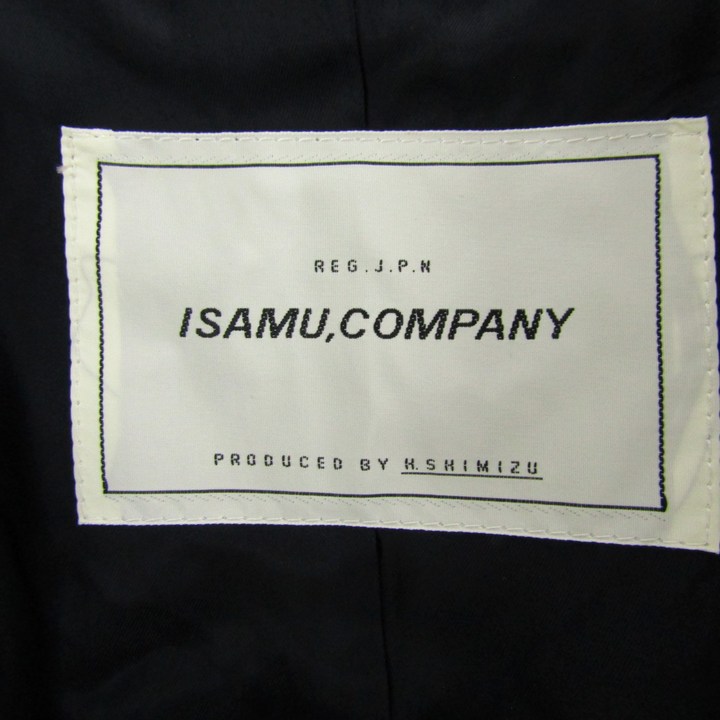 REG.J.P.N
ISAMU,COMPANY
PRODUCED BY H.SHIMIZU